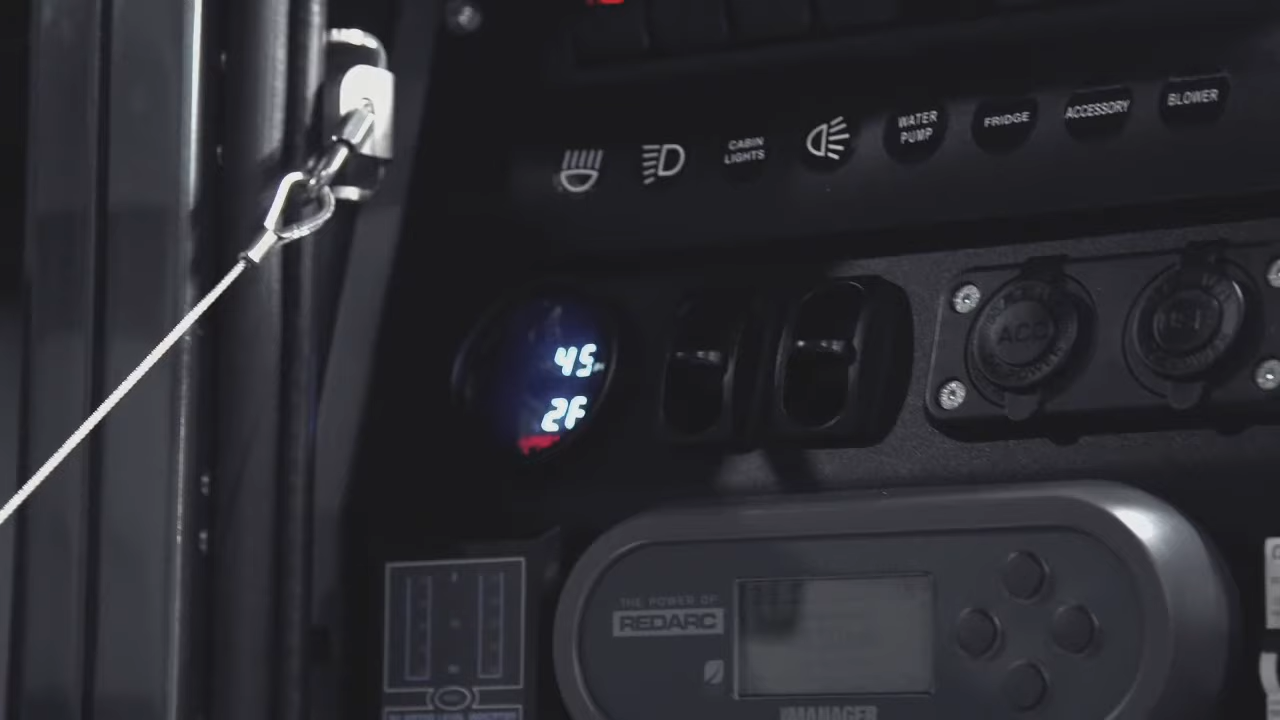 CABIN
LIGHTS
WATER
PUMP
FRIDGE
ACCESSORY
BLOWER
45
2F
ACC
THE POWER OF
REDARC
MANAGER